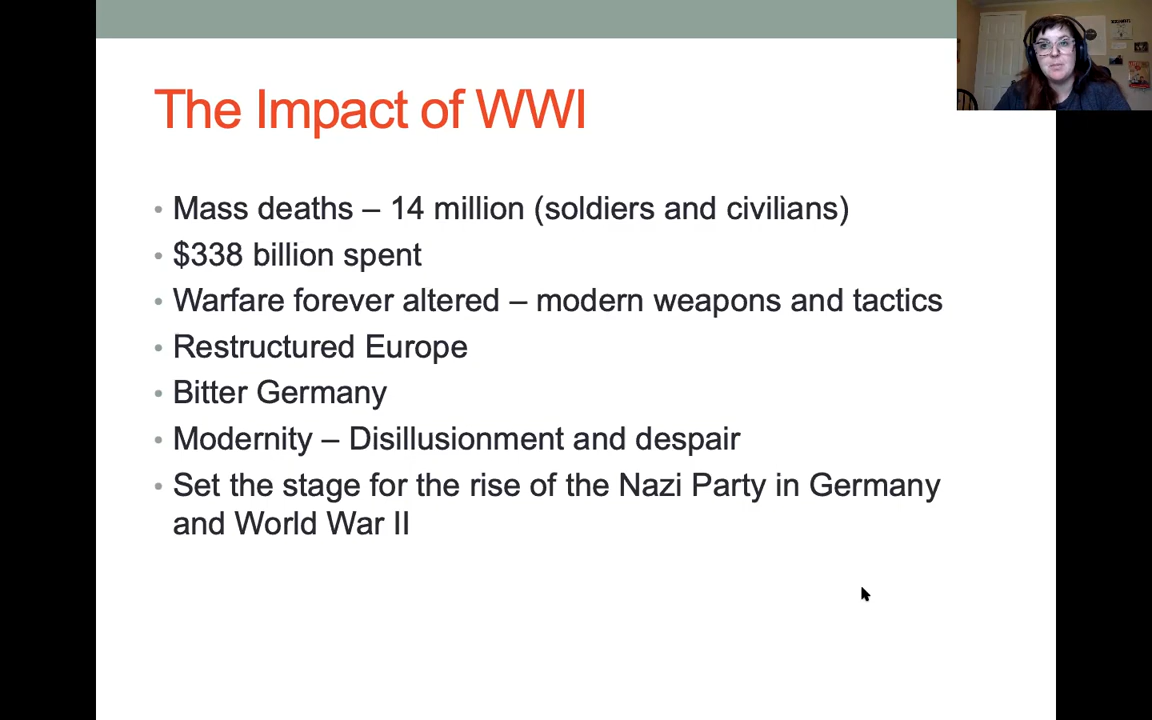 The Impact of WWI
• Mass deaths – 14 million (soldiers and civilians)
• $338 billion spent
• Warfare forever altered – modern weapons and tactics
• Restructured Europe
• Bitter Germany
• Modernity – Disillusionment and despair
• Set the stage for the rise of the Nazi Party in Germany
and World War II